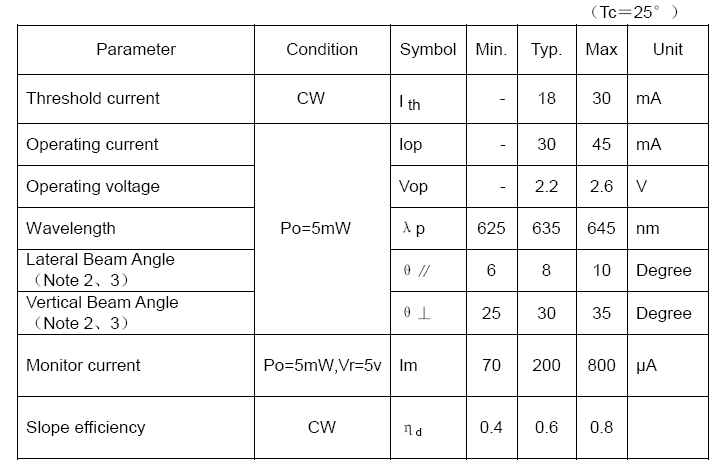 （Tc＝25°）
Parameter Condition Symbol Min. Typ. Max Unit
Threshold current CW I th - 18 30 mA
Operating current Iop - 30 45 mA
Operating voltage Vop - 2.2 2.6 V
Wavelength Po=5mW λp 625 635 645 nm
Lateral Beam Angle
（Note 2、3） θ∥ 6 8 10 Degree
Vertical Beam Angle
（Note 2、3） θ⊥ 25 30 35 Degree
Monitor current Po=5mW,Vr=5v Im 70 200 800 μA
Slope efficiency CW ηd 0.4 0.6 0.8